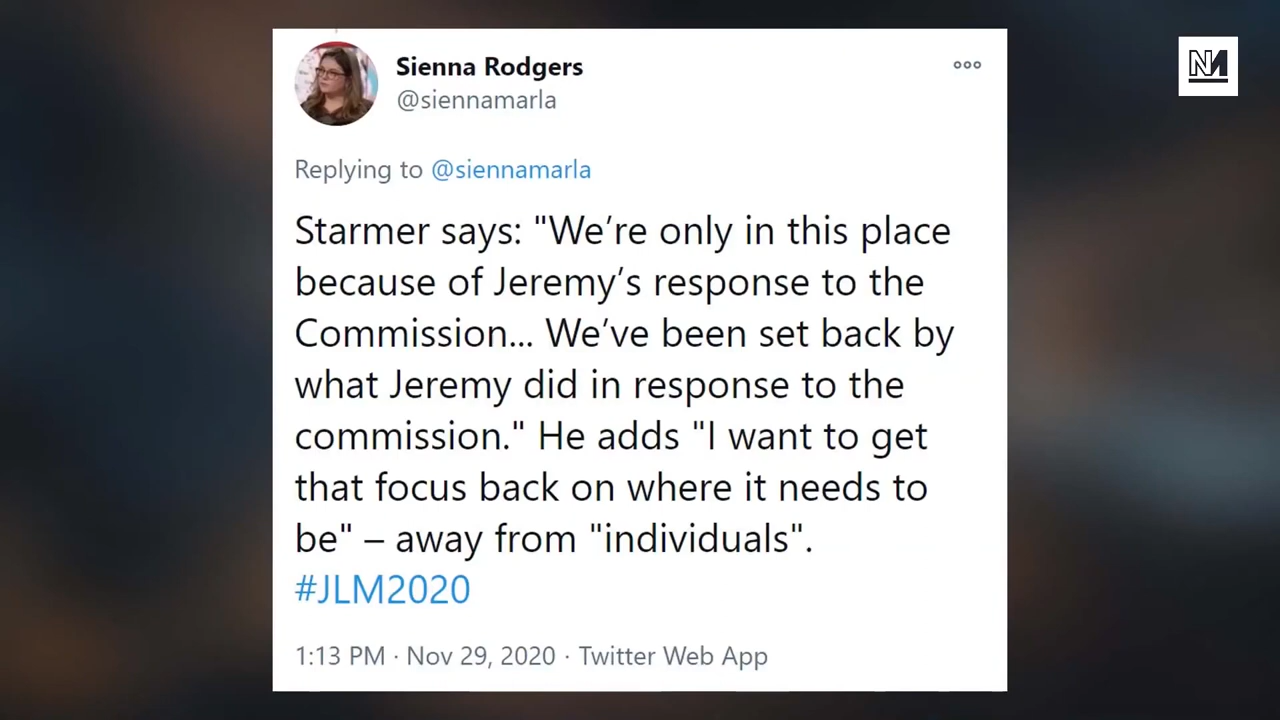 Sienna Rodgers
@siennamarla
Replying to @siennamarla
Starmer says: "We’re only in this place
because of Jeremy’s response to the
Commission... We’ve been set back by
what Jeremy did in response to the
commission." He adds "I want to get
that focus back on where it needs to
be" – away from "individuals".
#JLM2020
1:13 PM · Nov 29, 2020 · Twitter Web App
NM